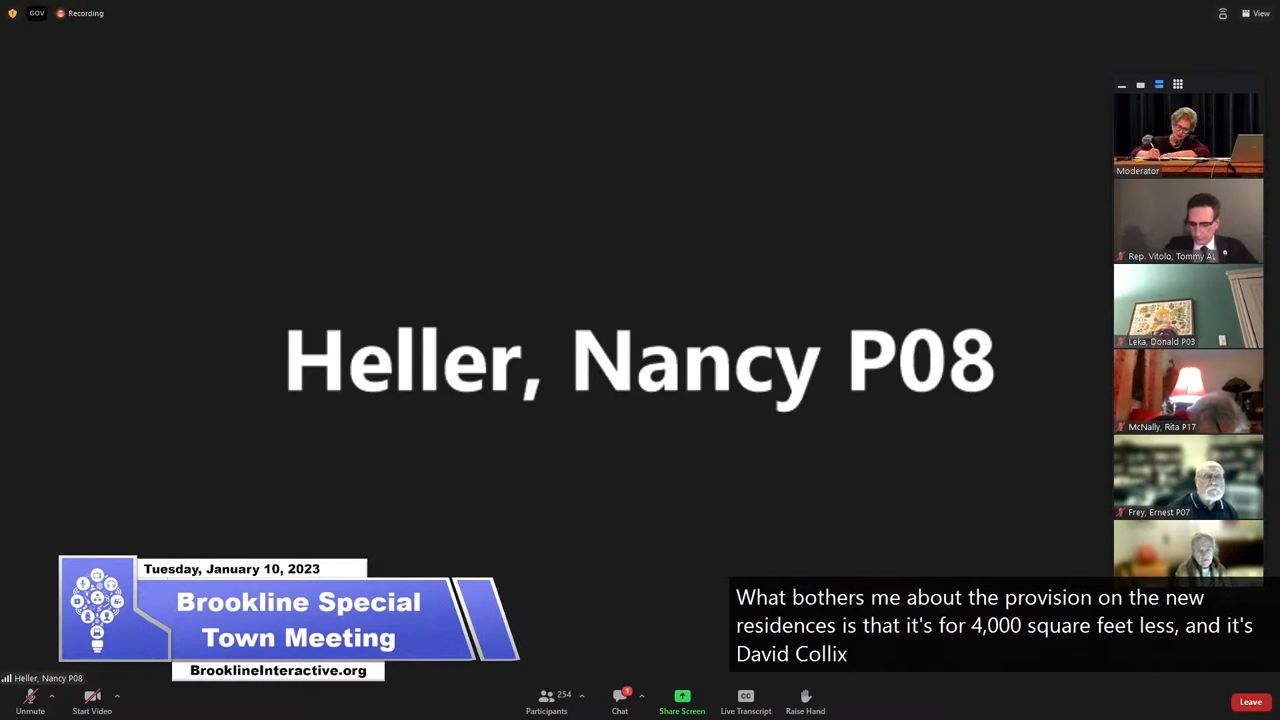 GOV
Recording
View
Moderator
Rep. Vitolo, Tommy AL
Leka, Donald P03
McNally, Rita P17
Frey, Ernest P07
Heller, Nancy P08
Tuesday, January 10, 2023
Brookline Special
Town Meeting
BrooklineInteractive.org
What bothers me about the provision on the new
residences is that it's for 4,000 square feet less, and it's
David Collix
Heller, Nancy P08
Unmute
Start Video
254
Participants
1
Chat
Share Screen
CC
Live Transcript
Raise Hand
Leave